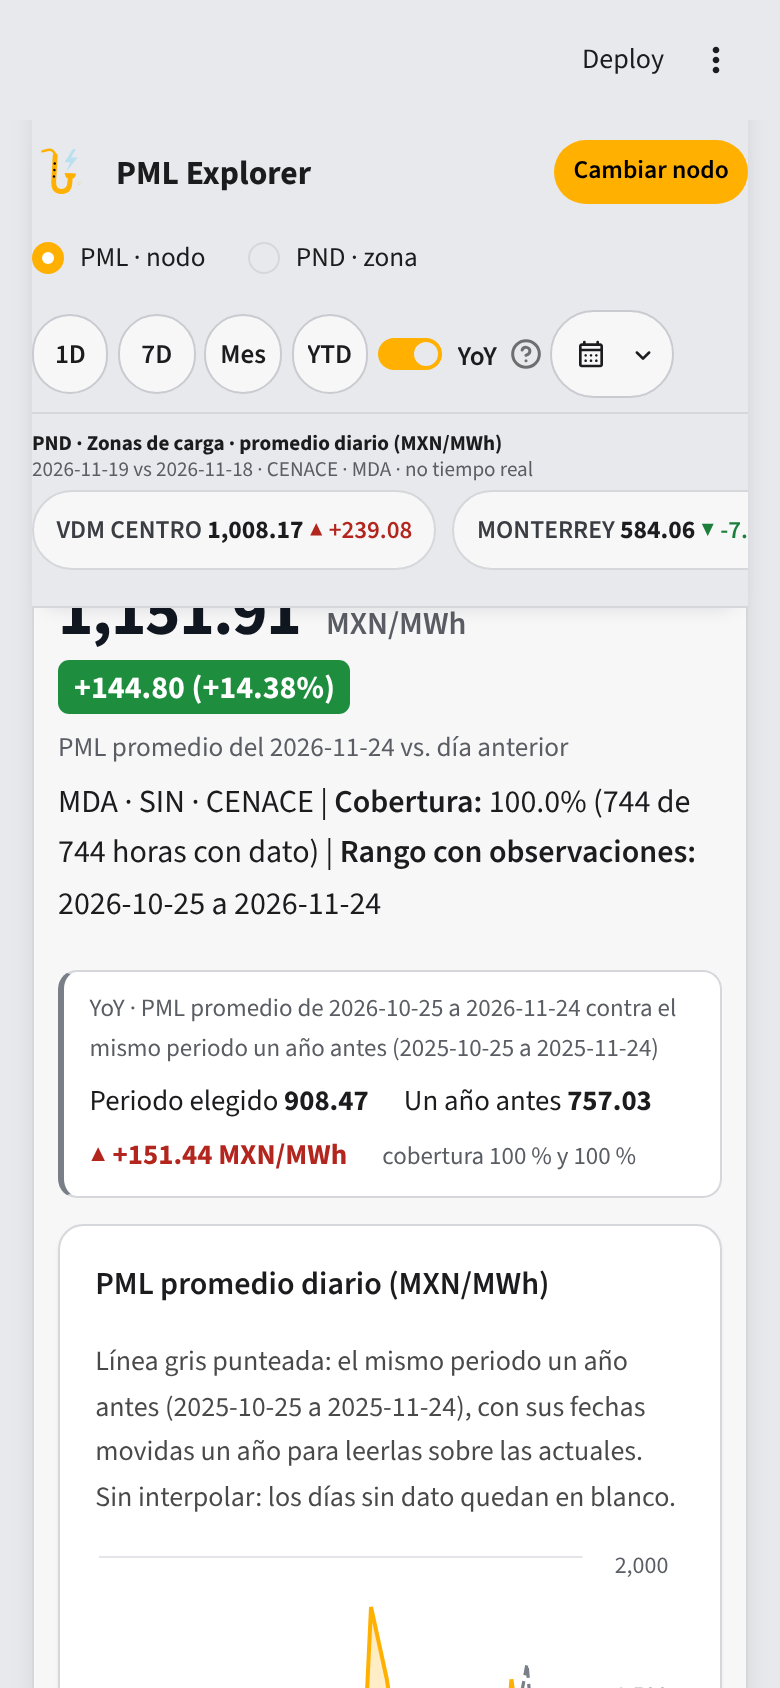 Deploy
PML Explorer
Cambiar nodo
PML · nodo
PND · zona
1D
7D
Mes
YTD
YoY
PND · Zonas de carga · promedio diario (MXN/MWh)
2026-11-19 vs 2026-11-18 · CENACE · MDA · no tiempo real
VDM CENTRO 1,008.17 ▲ +239.08
MONTERREY 584.06 ▼ -7.
1,151.91 MXN/MWh
+144.80 (+14.38%)
PML promedio del 2026-11-24 vs. día anterior
MDA · SIN · CENACE | Cobertura: 100.0% (744 de
744 horas con dato) | Rango con observaciones:
2026-10-25 a 2026-11-24
YoY · PML promedio de 2026-10-25 a 2026-11-24 contra el
mismo periodo un año antes (2025-10-25 a 2025-11-24)
Periodo elegido 908.47 Un año antes 757.03
▲ +151.44 MXN/MWh cobertura 100 % y 100 %
PML promedio diario (MXN/MWh)
Línea gris punteada: el mismo periodo un año
antes (2025-10-25 a 2025-11-24), con sus fechas
movidas un año para leerlas sobre las actuales.
Sin interpolar: los días sin dato quedan en blanco.
2,000